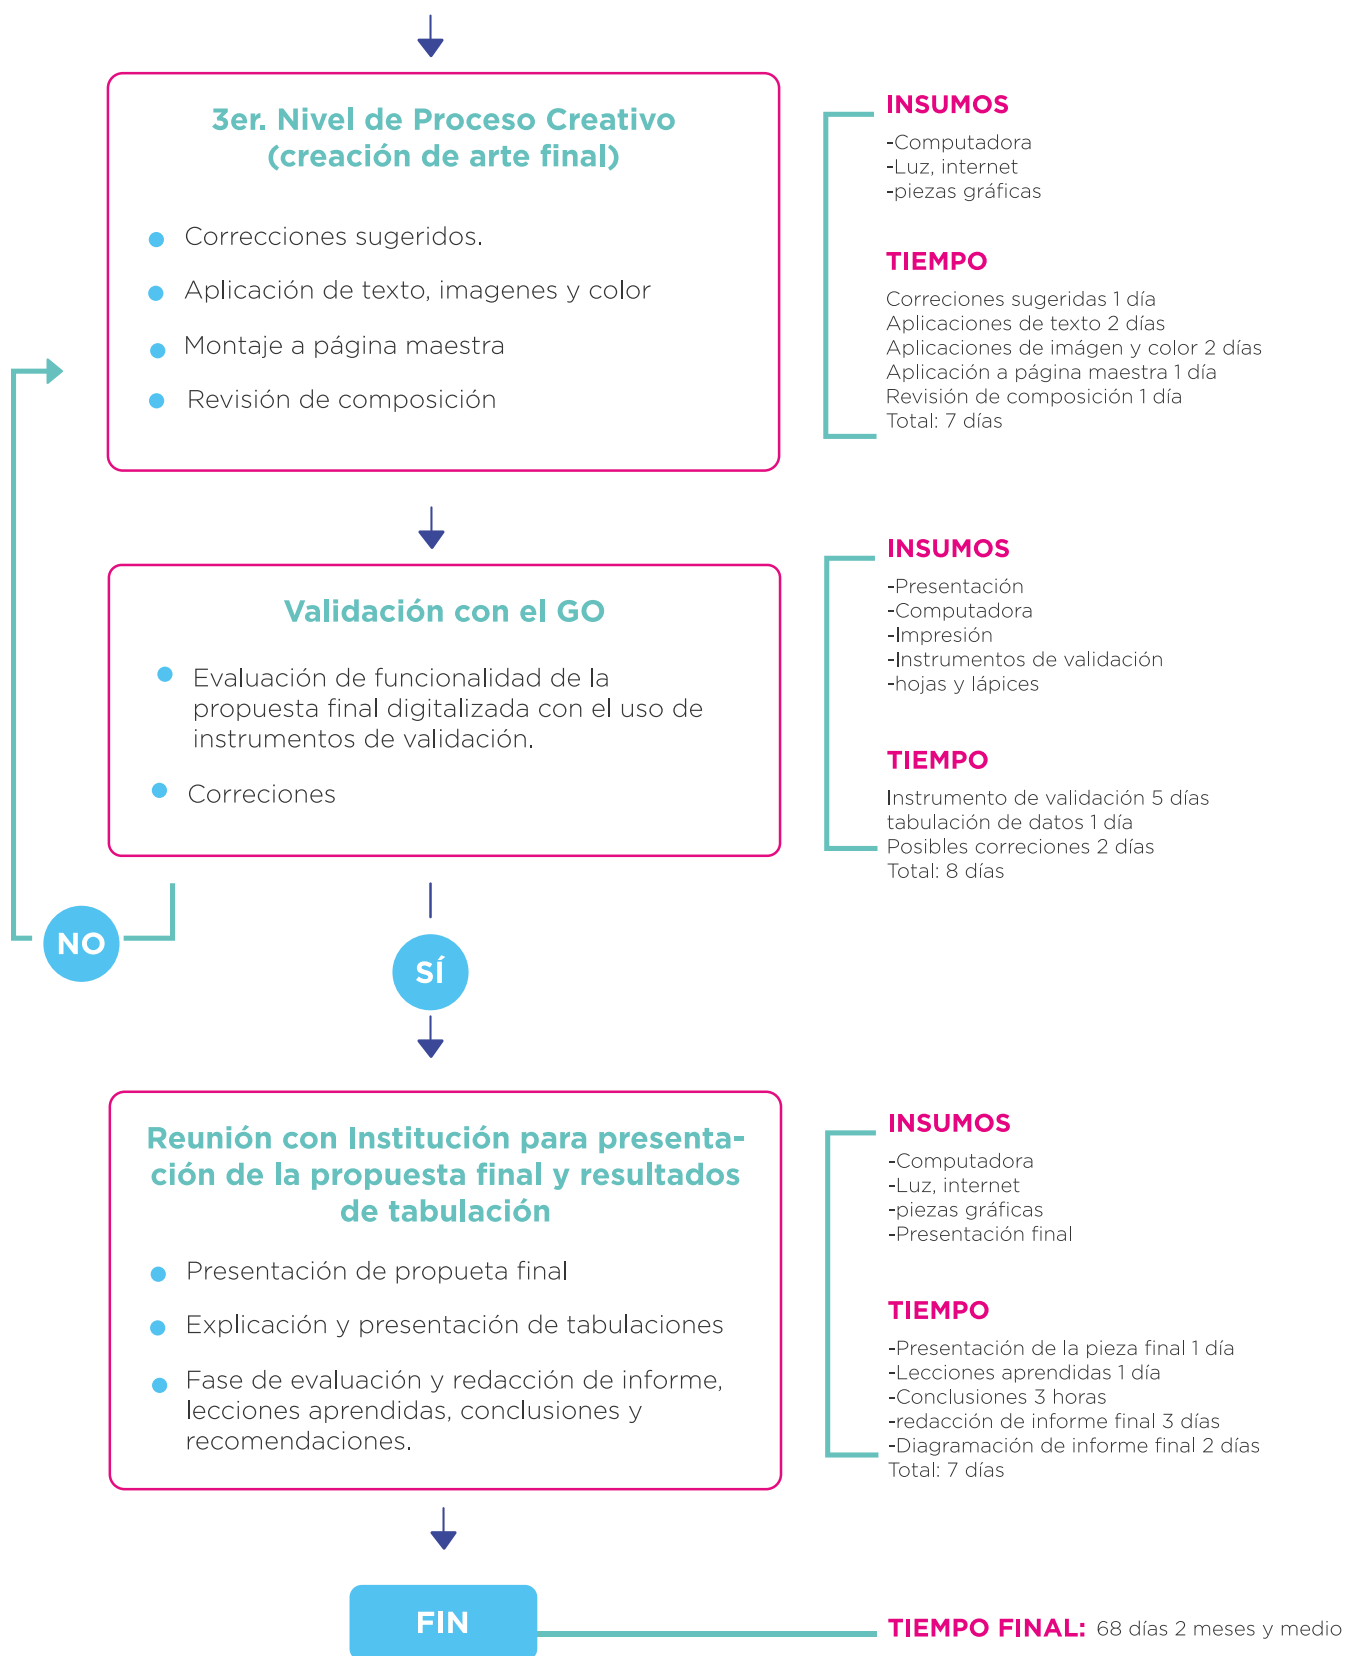 3er. Nivel de Proceso Creativo
(creación de arte final)
Correcciones sugeridos.
Aplicación de texto, imagenes y color
Montaje a página maestra
Revisión de composición
INSUMOS
-Computadora
-Luz, internet
-piezas gráficas
TIEMPO
Correciones sugeridas 1 día
Aplicaciones de texto 2 días
Aplicaciones de imágen y color 2 días
Aplicación a página maestra 1 día
Revisión de composición 1 día
Total: 7 días
Validación con el GO
Evaluación de funcionalidad de la
propuesta final digitalizada con el uso de
instrumentos de validación.
Correciones
INSUMOS
-Presentación
-Computadora
-Impresión
-Instrumentos de validación
-hojas y lápices
TIEMPO
Instrumento de validación 5 días
tabulación de datos 1 día
Posibles correciones 2 días
Total: 8 días
NO
SÍ
Reunión con Institución para presenta-
ción de la propuesta final y resultados
de tabulación
Presentación de propueta final
Explicación y presentación de tabulaciones
Fase de evaluación y redacción de informe,
lecciones aprendidas, conclusiones y
recomendaciones.
INSUMOS
-Computadora
-Luz, internet
-piezas gráficas
-Presentación final
TIEMPO
-Presentación de la pieza final 1 día
-Lecciones aprendidas 1 día
-Conclusiones 3 horas
-redacción de informe final 3 días
-Diagramación de informe final 2 días
Total: 7 días
FIN
TIEMPO FINAL: 68 días 2 meses y medio